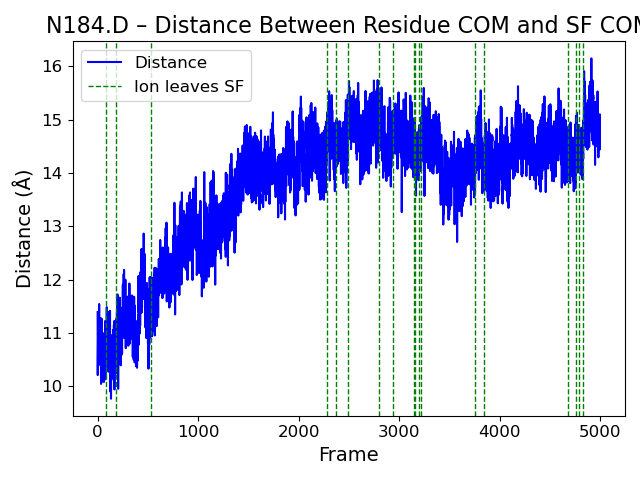 N184.D – Distance Between Residue COM and SF COM
Distance
Ion leaves SF
Distance (Å)
16
15
14
13
12
11
10
0 1000 2000 3000 4000 5000
Frame